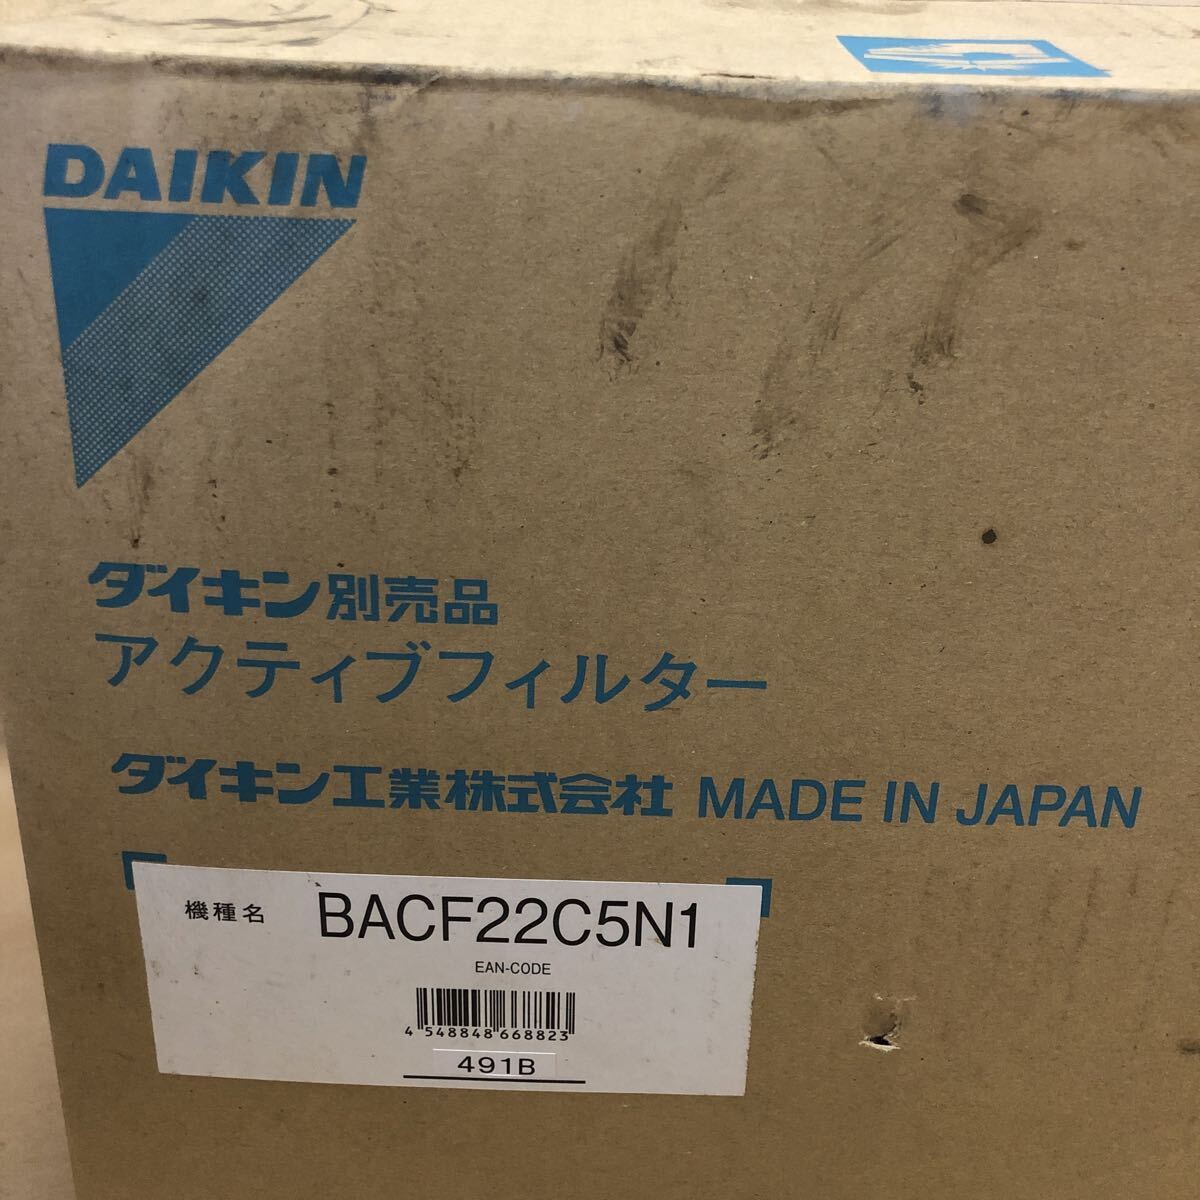 DAIKIN
ダイキン別売品
アクティブフィルター
ダイキン工業株式会社 MADE IN JAPAN
機種名 BACF22C5N1
EAN-CODE
4 548848 668823
491B